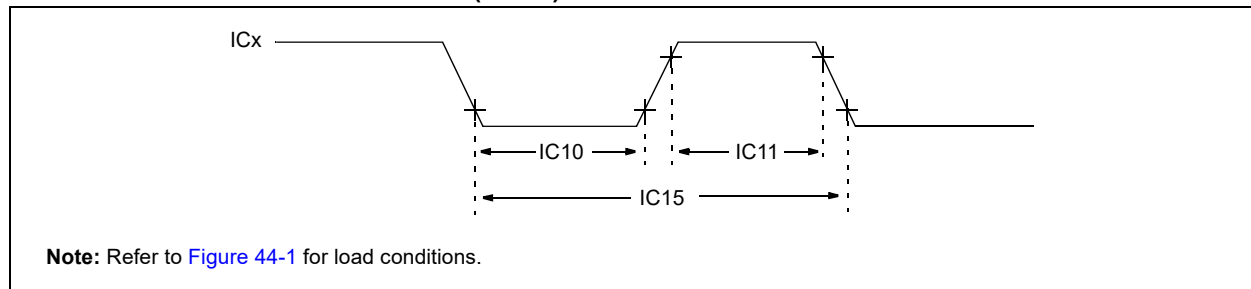 ICx
IC10
IC11
IC15
Note: Refer to Figure 44-1 for load conditions.